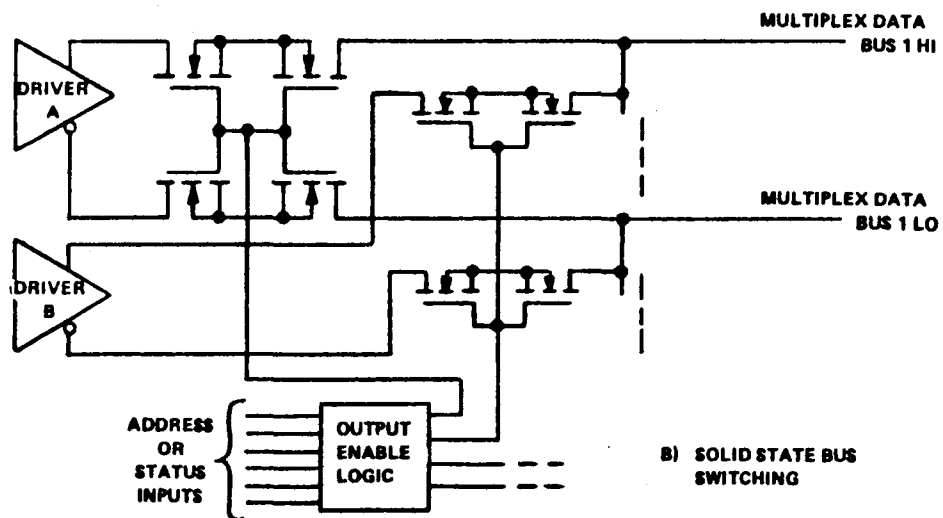 MULTIPLEX DATA
BUS 1 HI
DRIVER
A
MULTIPLEX DATA
BUS 1 LO
DRIVER
B
ADDRESS
OR
STATUS
INPUTS
OUTPUT
ENABLE
LOGIC
B) SOLID STATE BUS
SWITCHING